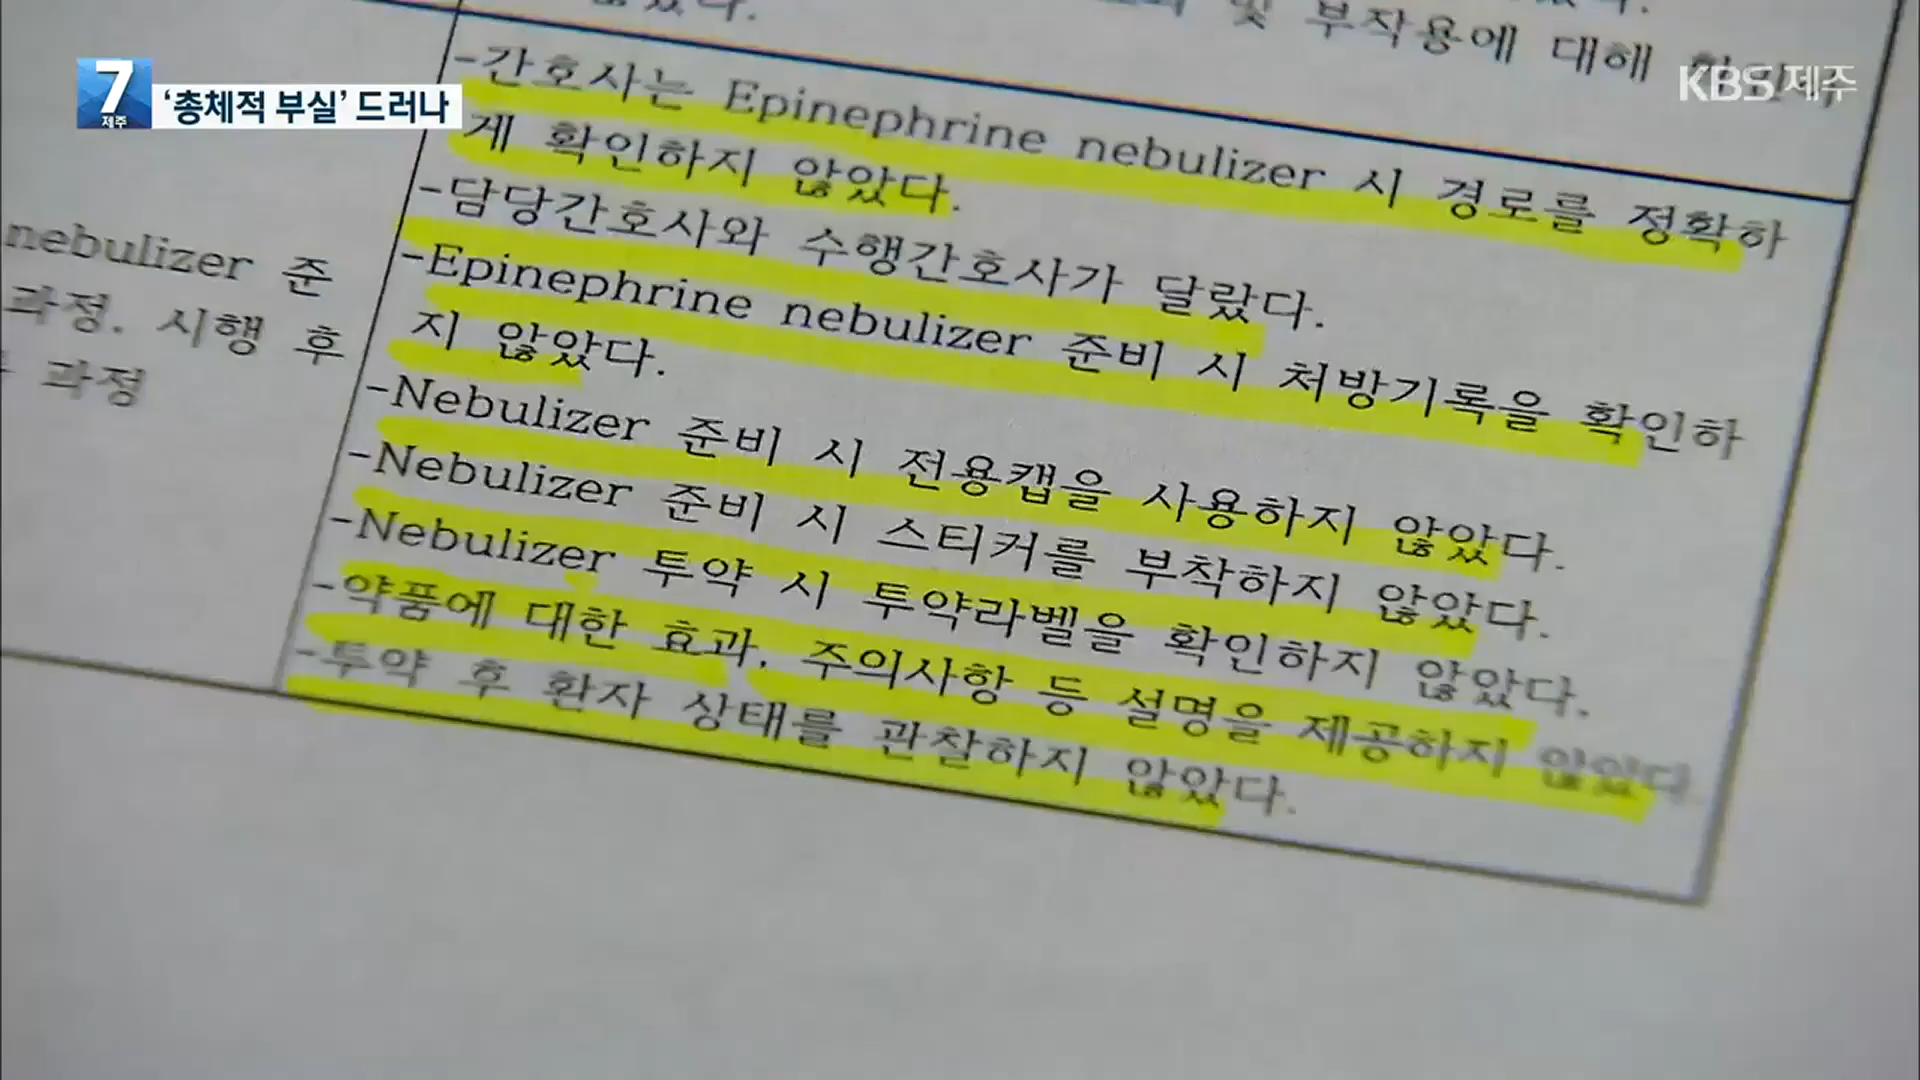 7
제주
‘총체적 부실’ 드러나
KBS 제주
및 부작용에 대해
-간호사는 Epinephrine nebulizer 시 경로를 정확하
게 확인하지 않았다.
-담당간호사와 수행간호사가 달랐다.
-Epinephrine nebulizer 준비 시 처방기록을 확인하
지 않았다.
-Nebulizer 준비 시 전용캡을 사용하지 않았다.
-Nebulizer 준비 시 스티커를 부착하지 않았다.
-Nebulizer 투약 시 투약라벨을 확인하지 않았다.
-약품에 대한 효과, 주의사항 등 설명을 제공하지 않았다.
-투약 후 환자 상태를 관찰하지 않았다.
nebulizer 준
과정, 시행 후
과정